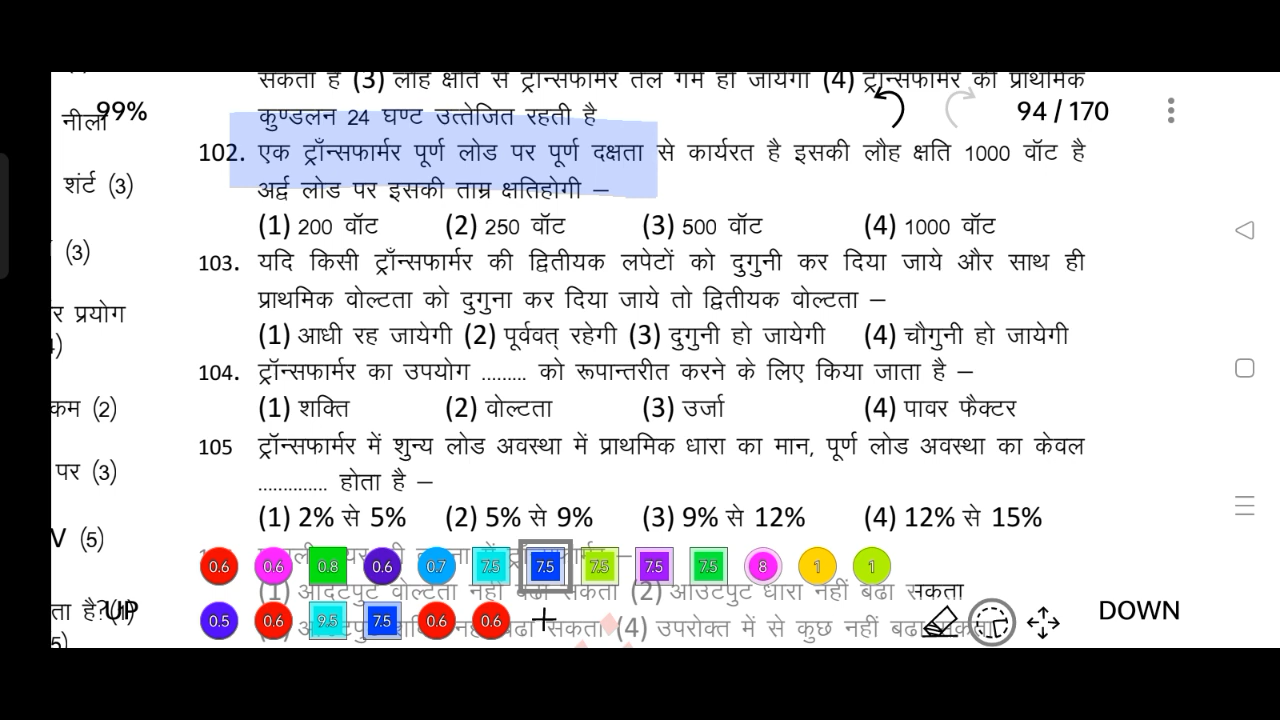 सकता है (3) लौह क्षति से ट्रॉन्सफार्मर तेल गर्म हो जायेगा (4) ट्रॉन्सफार्मर की प्राथमिक
99%
नीला
कुण्डलन 24 घण्ट उत्तेजित रहती है
94 / 170
102. एक ट्रॉंन्सफार्मर पूर्ण लोड पर पूर्ण दक्षता से कार्यरत है इसकी लौह क्षति 1000 वॉट है
शंर्ट (3)
अर्द्व लोड पर इसकी ताम्र क्षतिहोगी –
(1) 200 वॉट (2) 250 वॉट (3) 500 वॉट (4) 1000 वॉट
(3)
103. यदि किसी ट्रॉंन्सफार्मर की द्वितीयक लपेटों को दुगुनी कर दिया जाये और साथ ही
प्राथमिक वोल्टता को दुगुना कर दिया जाये तो द्वितीयक वोल्टता –
र प्रयोग
(1) आधी रह जायेगी (2) पूर्ववत् रहेगी (3) दुगुनी हो जायेगी (4) चौगुनी हो जायेगी
104. ट्रॉन्सफार्मर का उपयोग ......... को रूपान्तरीत करने के लिए किया जाता है –
कम (2)
(1) शक्ति (2) वोल्टता (3) उर्जा (4) पावर फैक्टर
105 ट्रॉन्सफार्मर में शुन्य लोड अवस्था में प्राथमिक धारा का मान, पूर्ण लोड अवस्था का केवल
पर (3)
.............. होता है –
(1) 2% से 5% (2) 5% से 9% (3) 9% से 12% (4) 12% से 15%
V (5)
0.6 0.6 0.8 0.6 0.7 7.5 7.5 7.5 7.5 7.5 8 1 1
(1) आउटपुट वोल्टता नहीं बढा सकता (2) आउटपुट धारा नहीं बढा सकता
ता है?
UP
0.5 0.6 9.5 7.5 0.6 0.6 +
DOWN
नहीं बढा सकता (4) उपरोक्त में से कुछ नहीं बढा सकता
5)